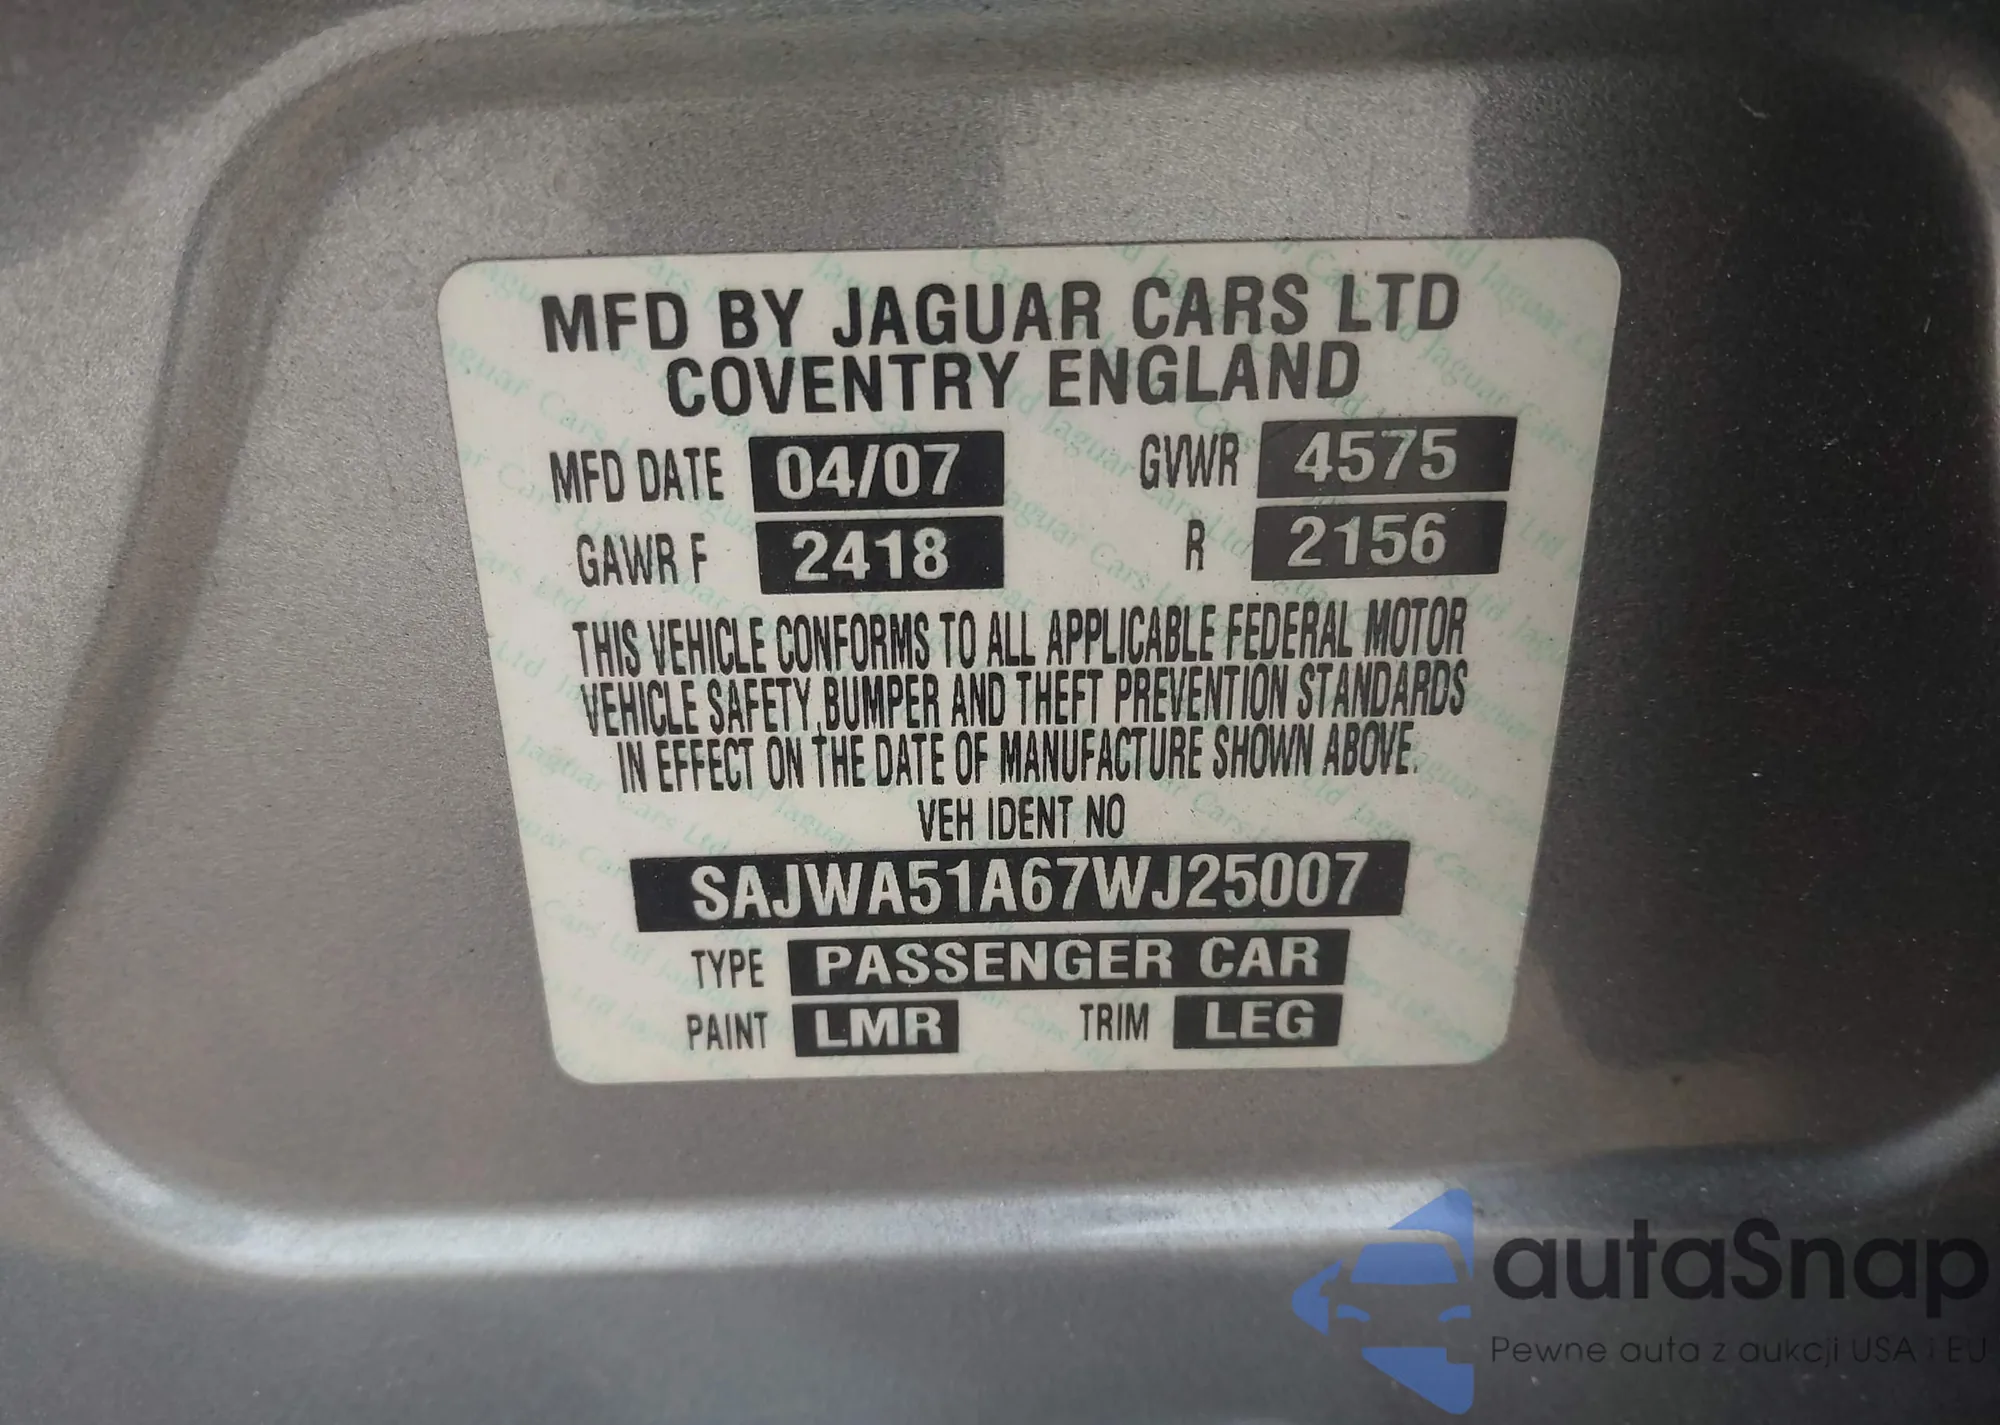 MFD BY JAGUAR CARS LTD
COVENTRY ENGLAND
MFD DATE 04/07 GVWR 4575
GAWR F 2418 R 2156
THIS VEHICLE CONFORMS TO ALL APPLICABLE FEDERAL MOTOR
VEHICLE SAFETY, BUMPER AND THEFT PREVENTION STANDARDS
IN EFFECT ON THE DATE OF MANUFACTURE SHOWN ABOVE.
VEH IDENT NO
SAJWA51A67WJ25007
TYPE PASSENGER CAR
PAINT LMR TRIM LEG
autaSnap
Pewne auta z aukcji USA i EU